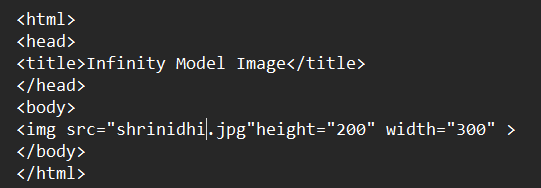 <html>
<head>
<title>Infinity Model Image</title>
</head>
<body>
<img src="shrinidhi.jpg"height="200" width="300" >
</body>
</html>